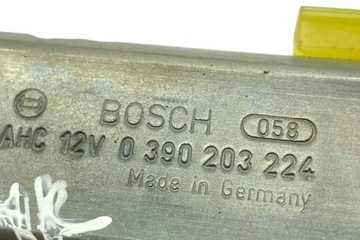 BOSCH 058
AHC 12V 0 390 203 224
Made in Germany